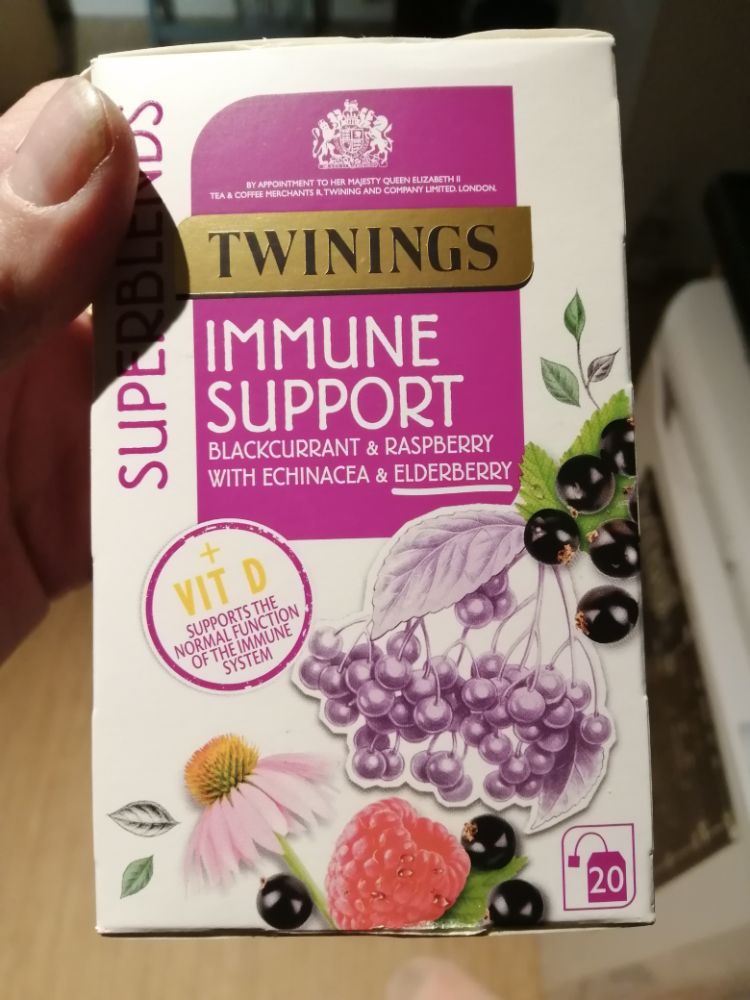 SUPERBLENDS
BY APPOINTMENT TO HER MAJESTY QUEEN ELIZABETH II
TEA & COFFEE MERCHANTS R. TWINING AND COMPANY LIMITED. LONDON.
TWININGS
IMMUNE
SUPPORT
BLACKCURRANT & RASPBERRY
WITH ECHINACEA & ELDERBERRY
+
VIT D
SUPPORTS THE
NORMAL FUNCTION
OF THE IMMUNE
SYSTEM
20